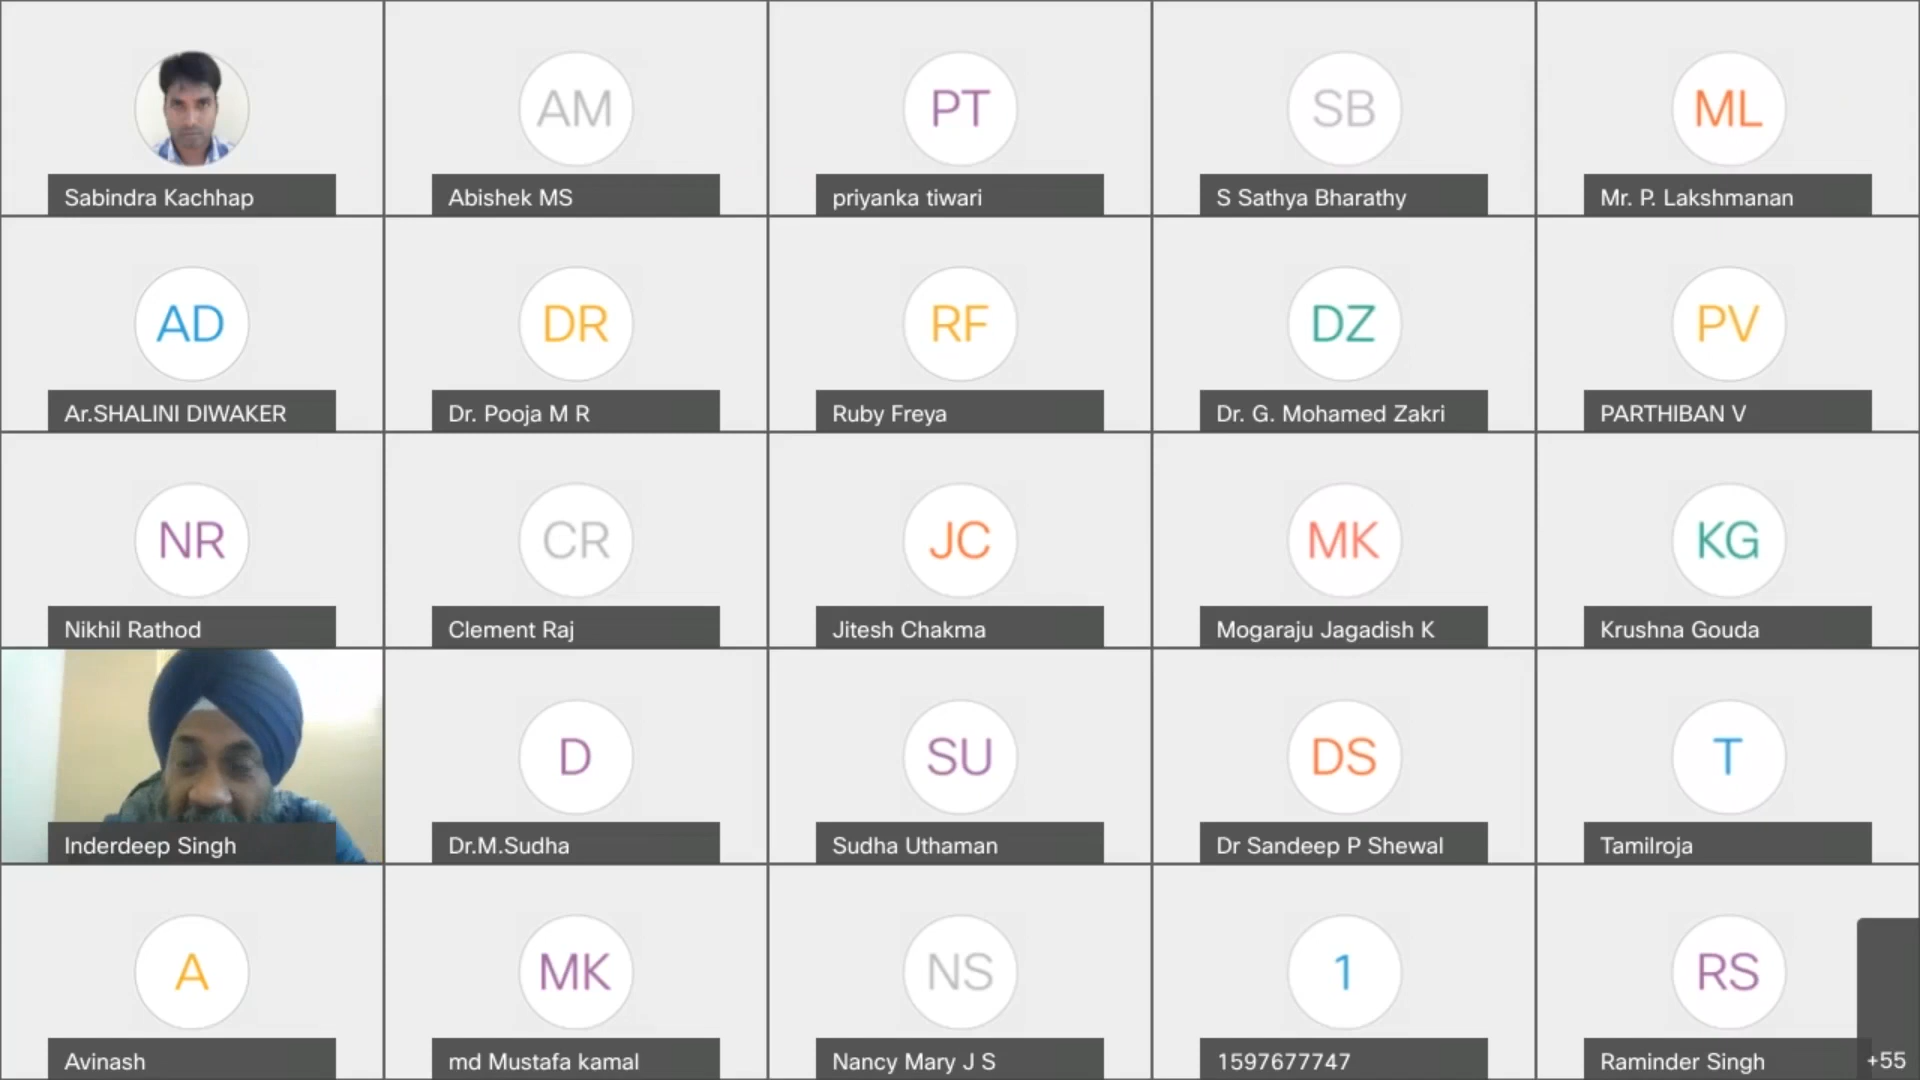 AM
PT
SB
ML
Sabindra Kachhap
Abishek MS
priyanka tiwari
S Sathya Bharathy
Mr. P. Lakshmanan
AD
DR
RF
DZ
PV
Ar.SHALINI DIWAKER
Dr. Pooja M R
Ruby Freya
Dr. G. Mohamed Zakri
PARTHIBAN V
NR
CR
JC
MK
KG
Nikhil Rathod
Clement Raj
Jitesh Chakma
Mogaraju Jagadish K
Krushna Gouda
D
SU
DS
T
Inderdeep Singh
Dr.M.Sudha
Sudha Uthaman
Dr Sandeep P Shewal
Tamilroja
A
MK
NS
1
RS
Avinash
md Mustafa kamal
Nancy Mary J S
1597677747
Raminder Singh
+55